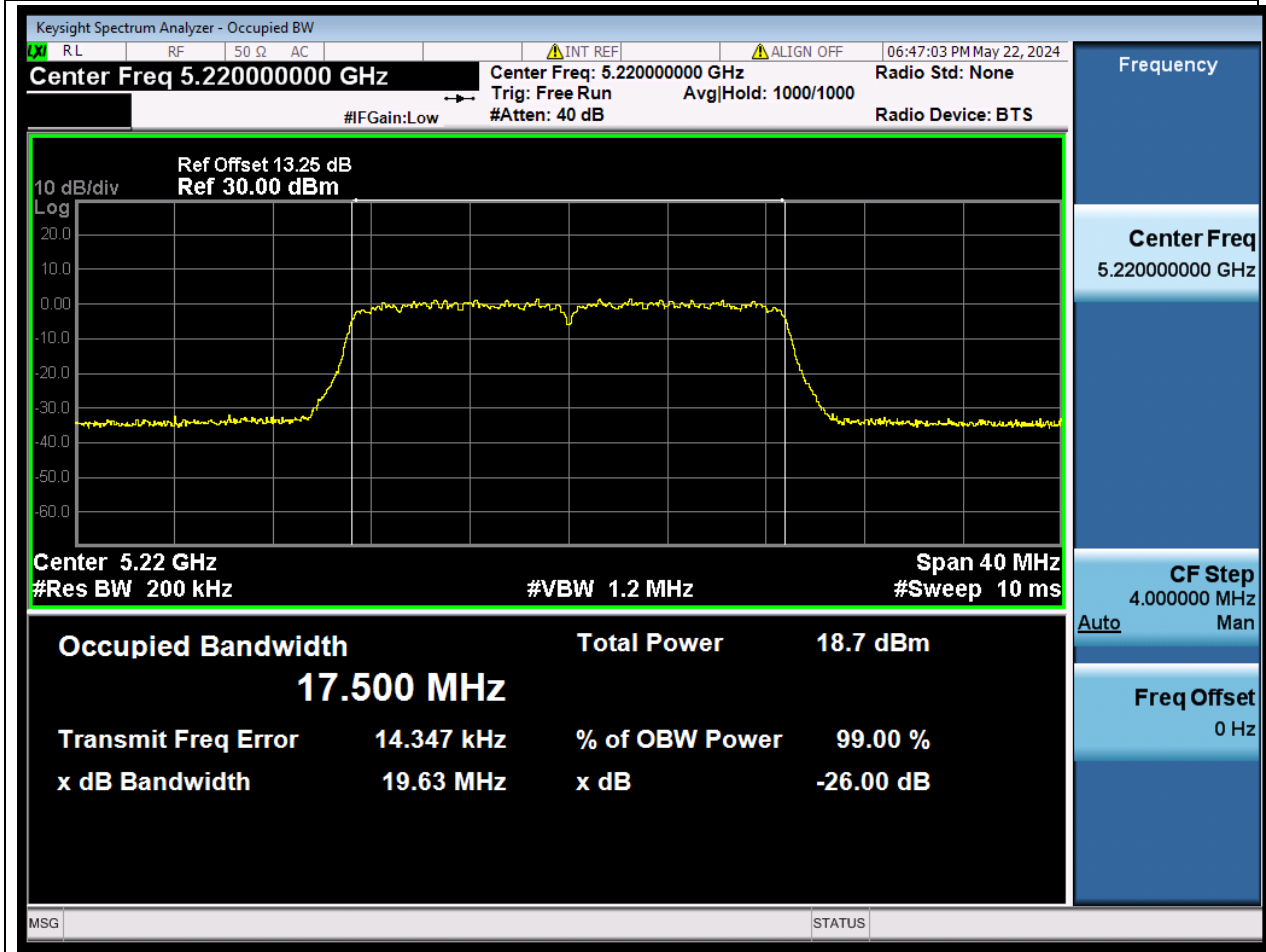 Keysight Spectrum Analyzer - Occupied BW
LXI RL RF 50 Ω AC INT REF ALIGN OFF 06:47:03 PM May 22, 2024
Center Freq 5.220000000 GHz
Center Freq: 5.220000000 GHz
Radio Std: None
Trig: Free Run Avg|Hold: 1000/1000
#IFGain:Low
#Atten: 40 dB
Radio Device: BTS
Ref Offset 13.25 dB
10 dB/div Ref 30.00 dBm
Log
20.0
10.0
0.00
-10.0
-20.0
-30.0
-40.0
-50.0
-60.0
Center 5.22 GHz Span 40 MHz
#Res BW 200 kHz #VBW 1.2 MHz #Sweep 10 ms
Occupied Bandwidth Total Power 18.7 dBm
17.500 MHz
Transmit Freq Error 14.347 kHz % of OBW Power 99.00 %
x dB Bandwidth 19.63 MHz x dB -26.00 dB
MSG STATUS
Frequency
Center Freq
5.220000000 GHz
CF Step
4.000000 MHz
Auto Man
Freq Offset
0 Hz